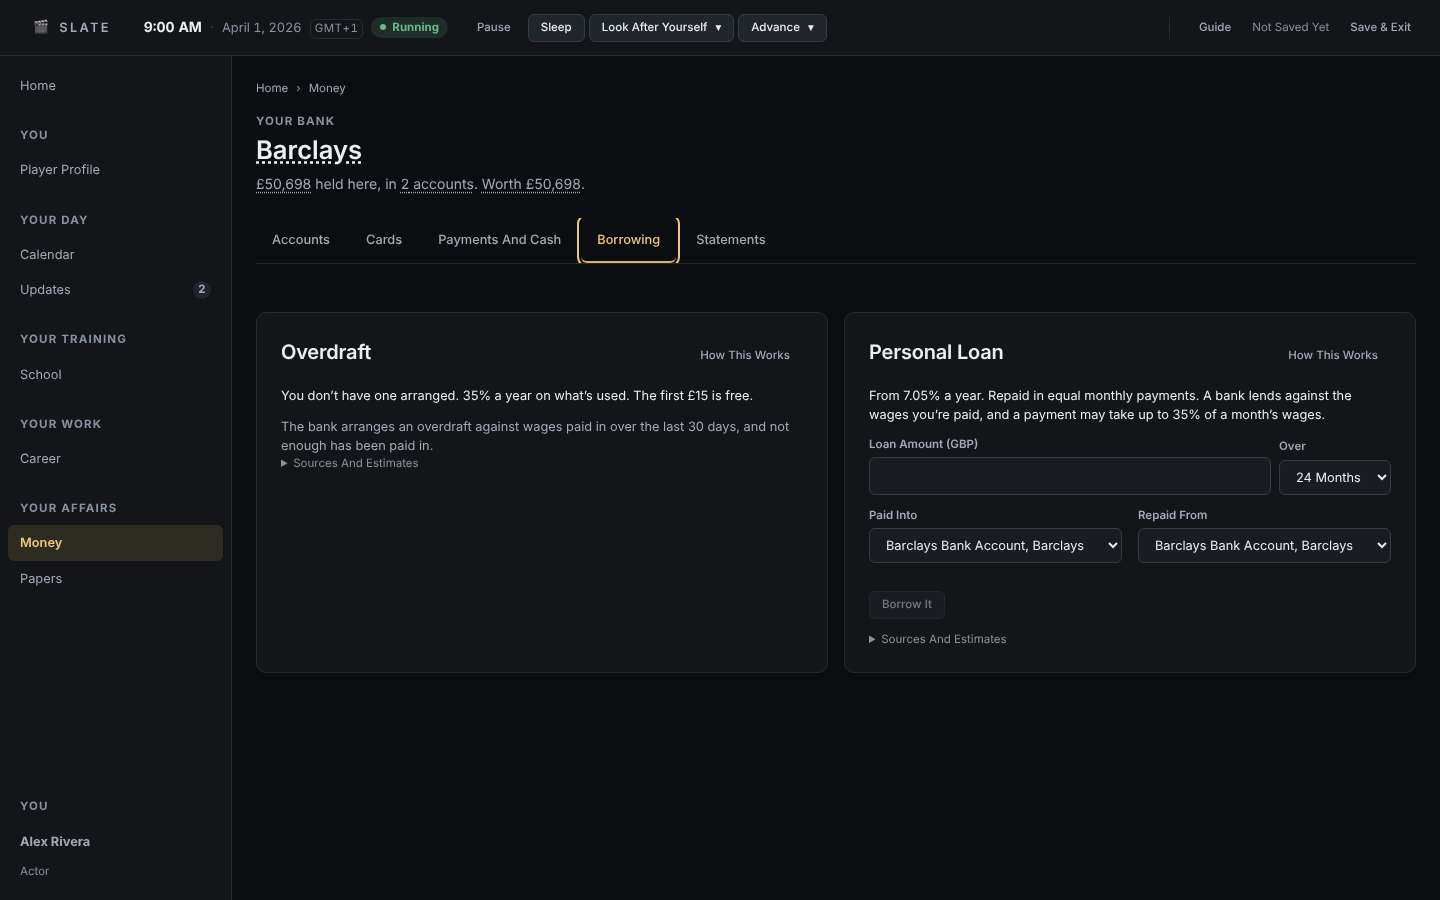 SLATE
9:00 AM · April 1, 2026 GMT+1 Running
Pause
Sleep
Look After Yourself ▾
Advance ▾
Guide
Not Saved Yet
Save & Exit
Home
YOU
Player Profile
YOUR DAY
Calendar
Updates 2
YOUR TRAINING
School
YOUR WORK
Career
YOUR AFFAIRS
Money
Papers
YOU
Alex Rivera
Actor
Home › Money
YOUR BANK
Barclays
£50,698 held here, in 2 accounts. Worth £50,698.
Accounts
Cards
Payments And Cash
Borrowing
Statements
Overdraft
How This Works
You don’t have one arranged. 35% a year on what’s used. The first £15 is free.
The bank arranges an overdraft against wages paid in over the last 30 days, and not
enough has been paid in.
Sources And Estimates
Personal Loan
How This Works
From 7.05% a year. Repaid in equal monthly payments. A bank lends against the
wages you’re paid, and a payment may take up to 35% of a month’s wages.
Loan Amount (GBP)
Over
24 Months
Paid Into
Repaid From
Barclays Bank Account, Barclays
Barclays Bank Account, Barclays
Borrow It
Sources And Estimates